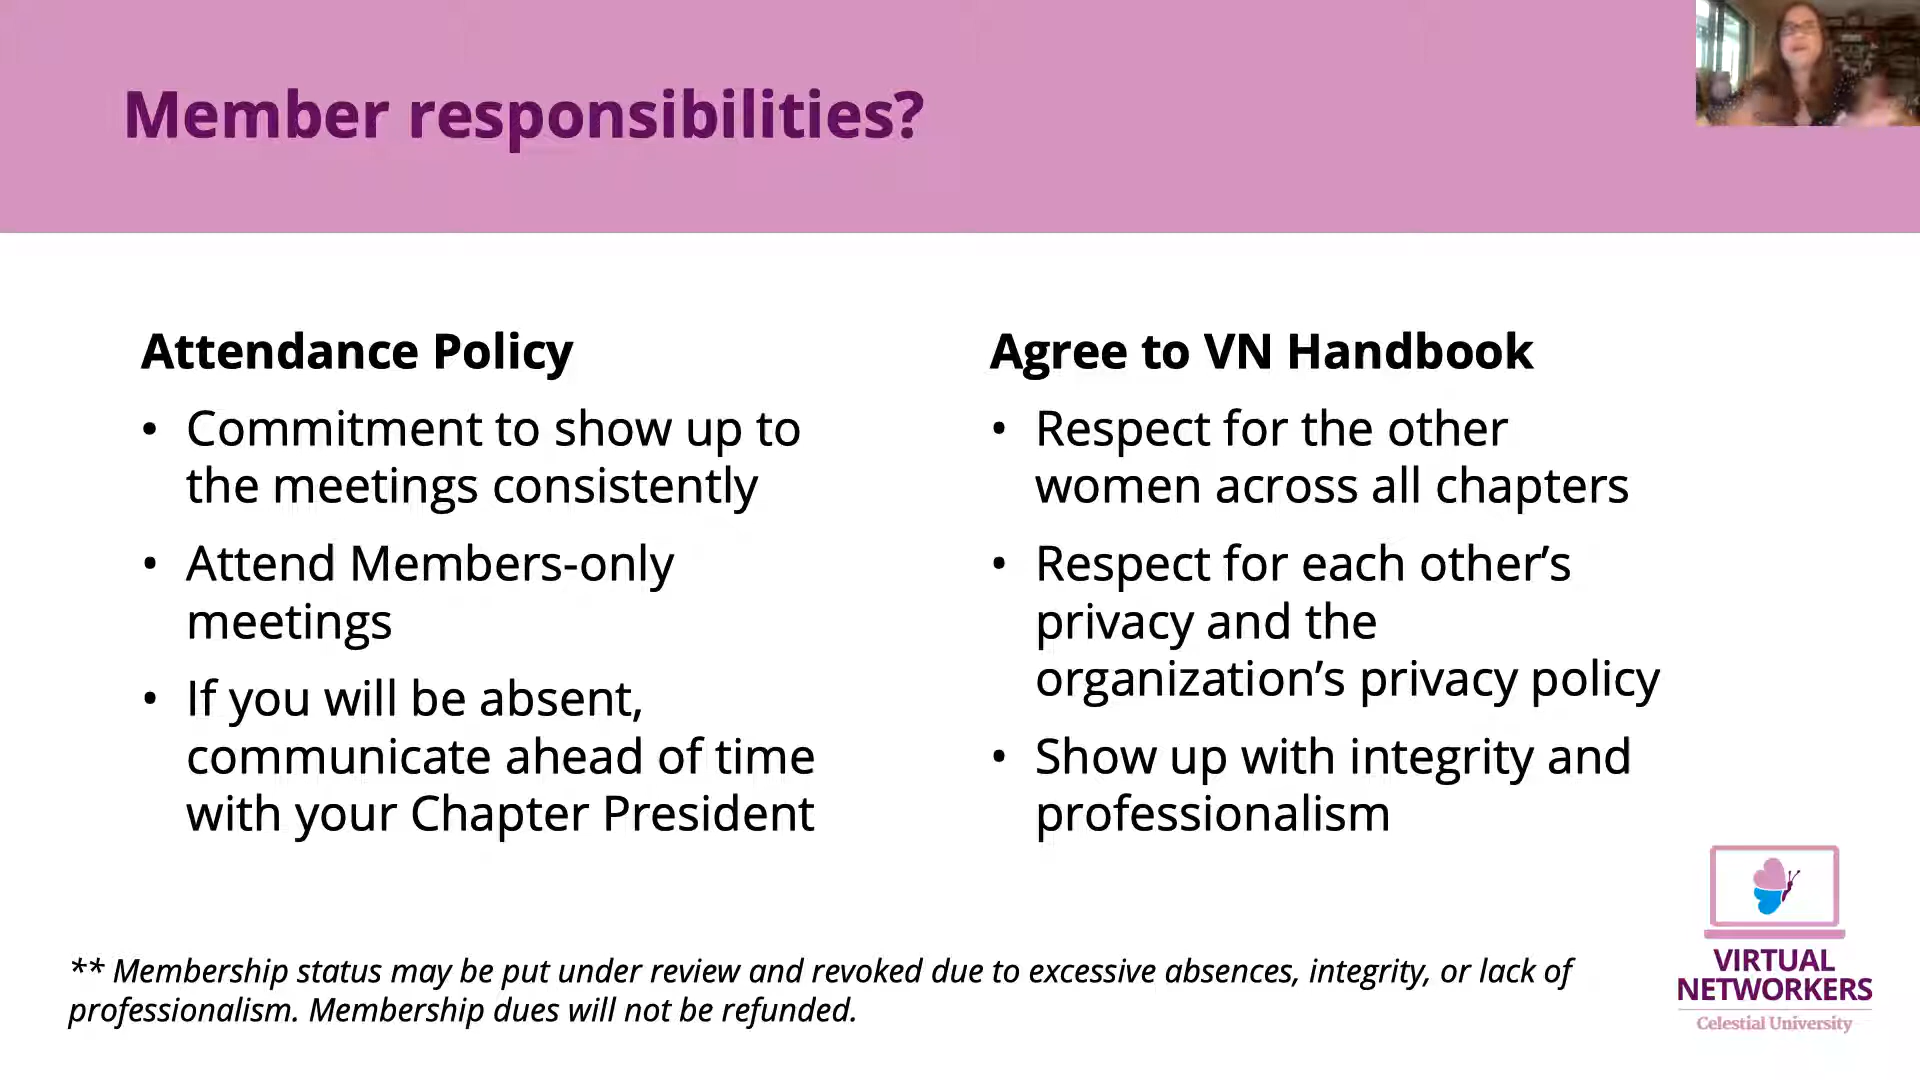 Member responsibilities?
Attendance Policy
• Commitment to show up to
the meetings consistently
• Attend Members-only
meetings
• If you will be absent,
communicate ahead of time
with your Chapter President
Agree to VN Handbook
• Respect for the other
women across all chapters
• Respect for each other’s
privacy and the
organization’s privacy policy
• Show up with integrity and
professionalism
** Membership status may be put under review and revoked due to excessive absences, integrity, or lack of
professionalism. Membership dues will not be refunded.
VIRTUAL
NETWORKERS
Celestial University